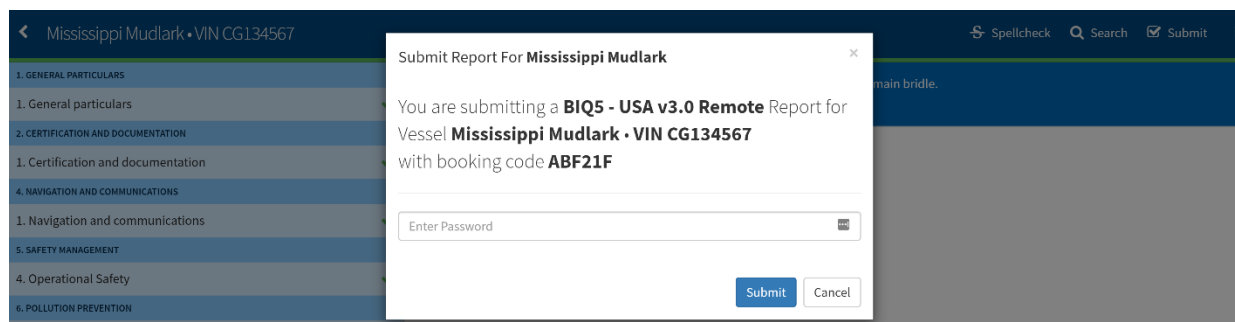 Mississippi Mudlark • VIN CG134567
Spellcheck Search Submit
Submit Report For Mississippi Mudlark ×
main bridle.
You are submitting a BIQ5 - USA v3.0 Remote Report for
Vessel Mississippi Mudlark • VIN CG134567
with booking code ABF21F
Enter Password
Submit Cancel
1. GENERAL PARTICULARS
1. General particulars
2. CERTIFICATION AND DOCUMENTATION
1. Certification and documentation
4. NAVIGATION AND COMMUNICATIONS
1. Navigation and communications
5. SAFETY MANAGEMENT
4. Operational Safety
6. POLLUTION PREVENTION